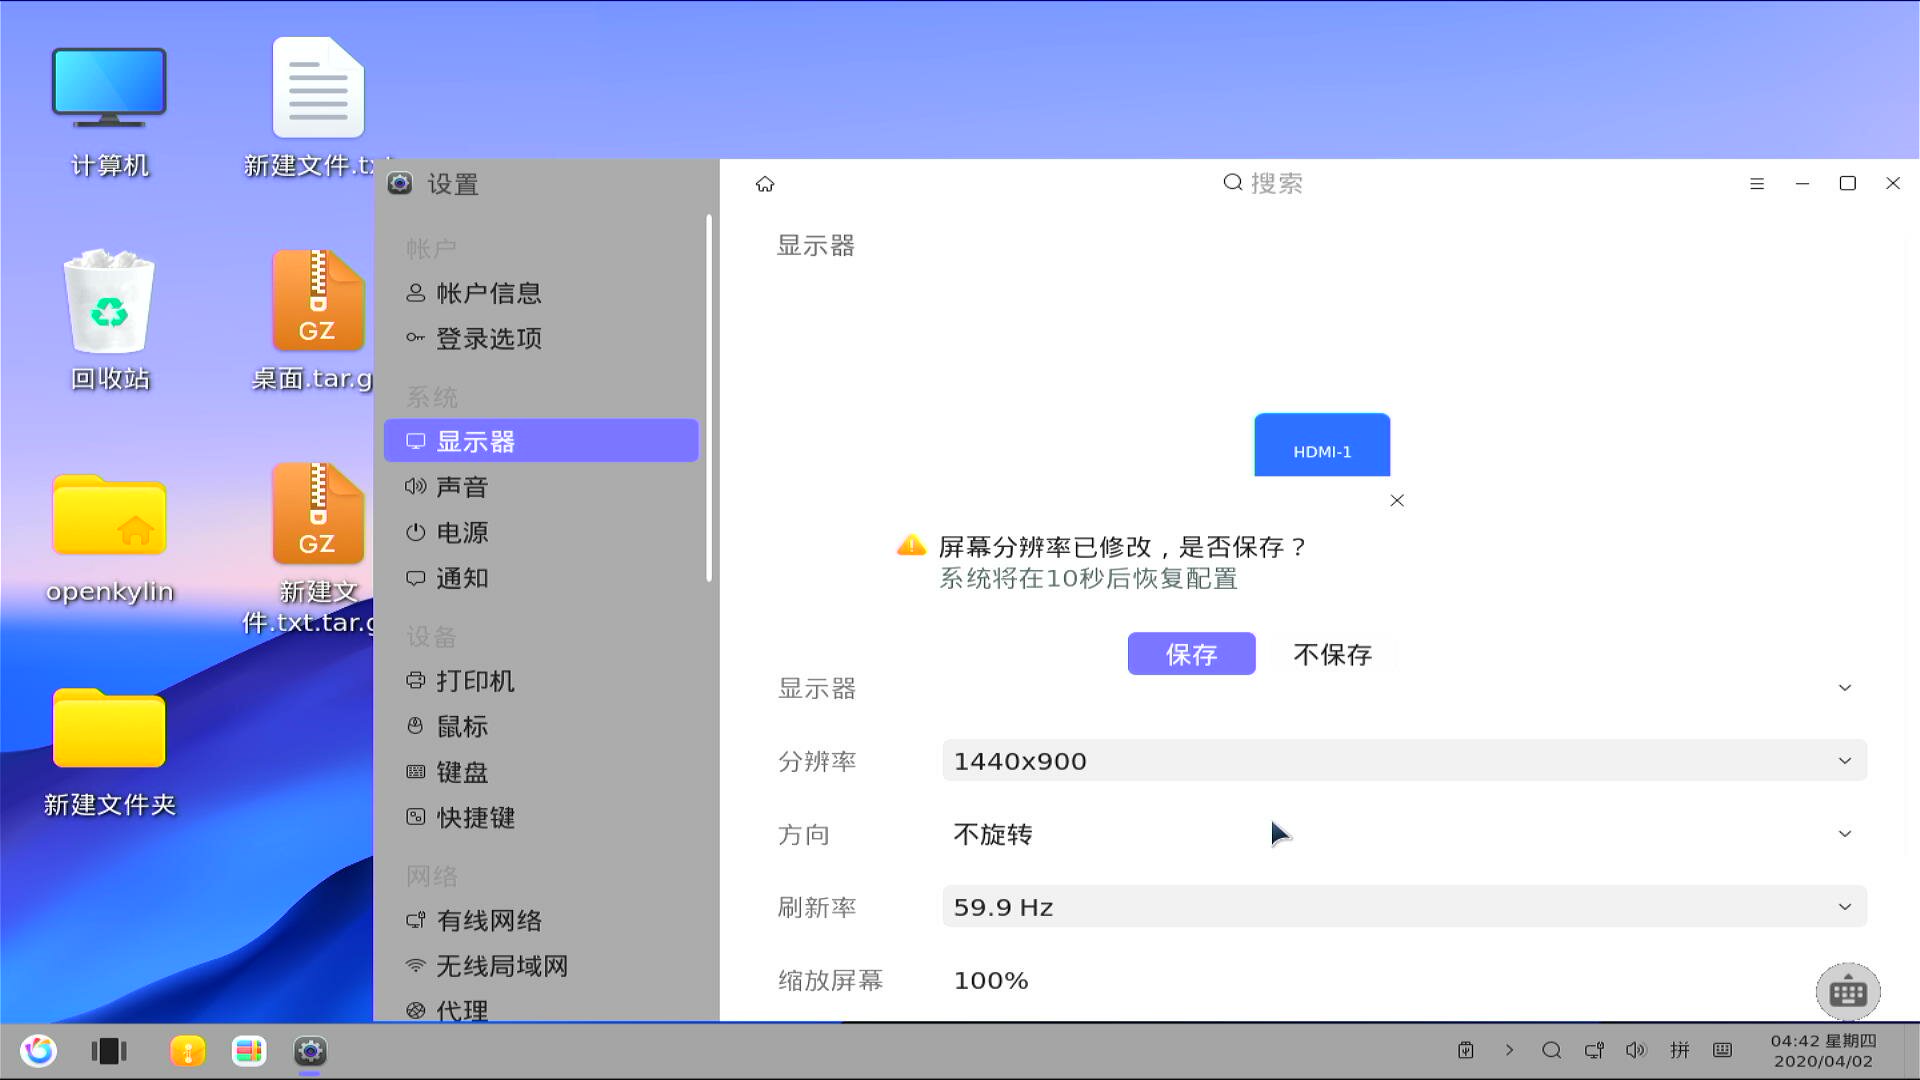 计算机
新建文件.tx
回收站
GZ
桌面.tar.g
openkylin
GZ
新建文
件.txt.tar.g
新建文件夹
设置
搜索
帐户
帐户信息
登录选项
系统
显示器
声音
电源
通知
设备
打印机
鼠标
键盘
快捷键
网络
有线网络
无线局域网
代理
显示器
HDMI-1
屏幕分辨率已修改，是否保存？
系统将在10秒后恢复配置
保存
不保存
显示器
分辨率
1440x900
方向
不旋转
刷新率
59.9 Hz
缩放屏幕
100%
拼
04:42 星期四
2020/04/02